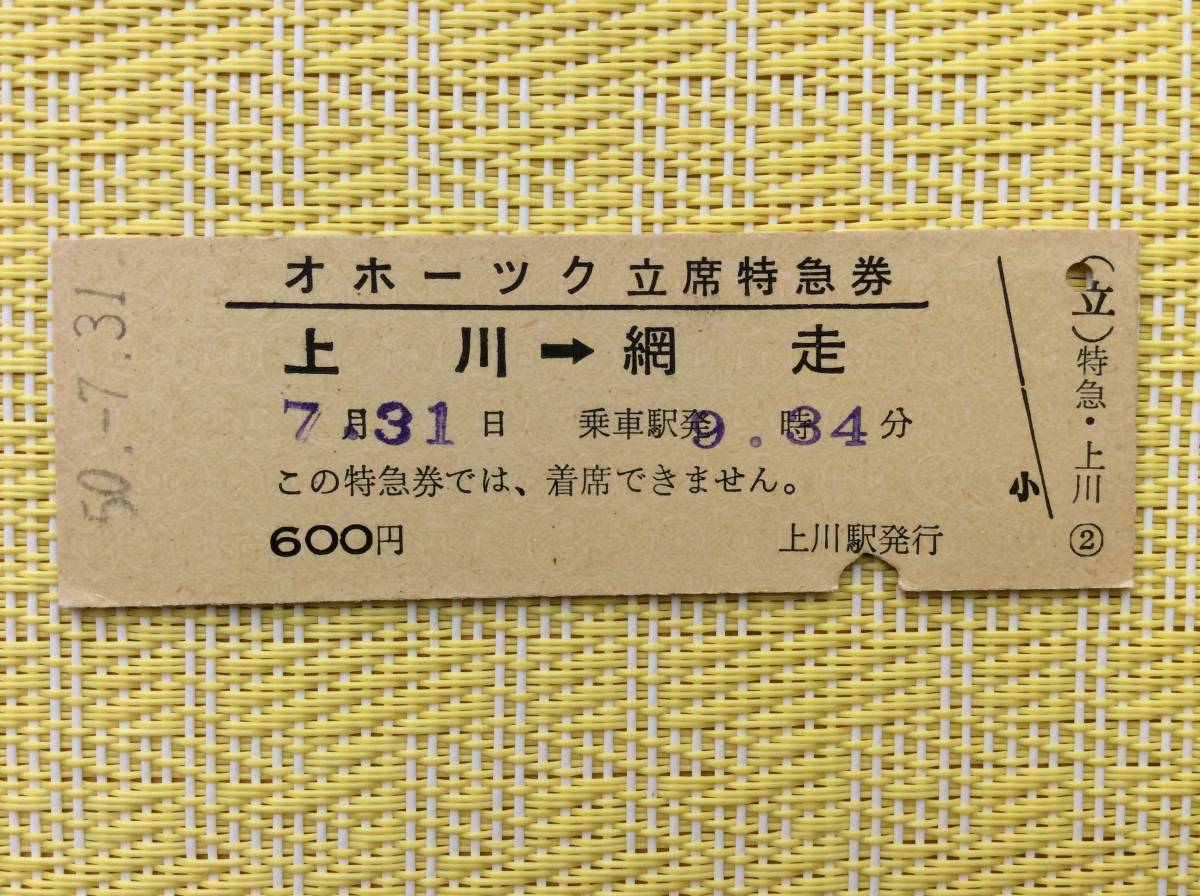 オホーツク立席特急券
上川➡網走
7月31日 乗車駅発9時34分
この特急券では、着席できません。
600円 上川駅発行
小
(立)特急・上川②
50.-7.31